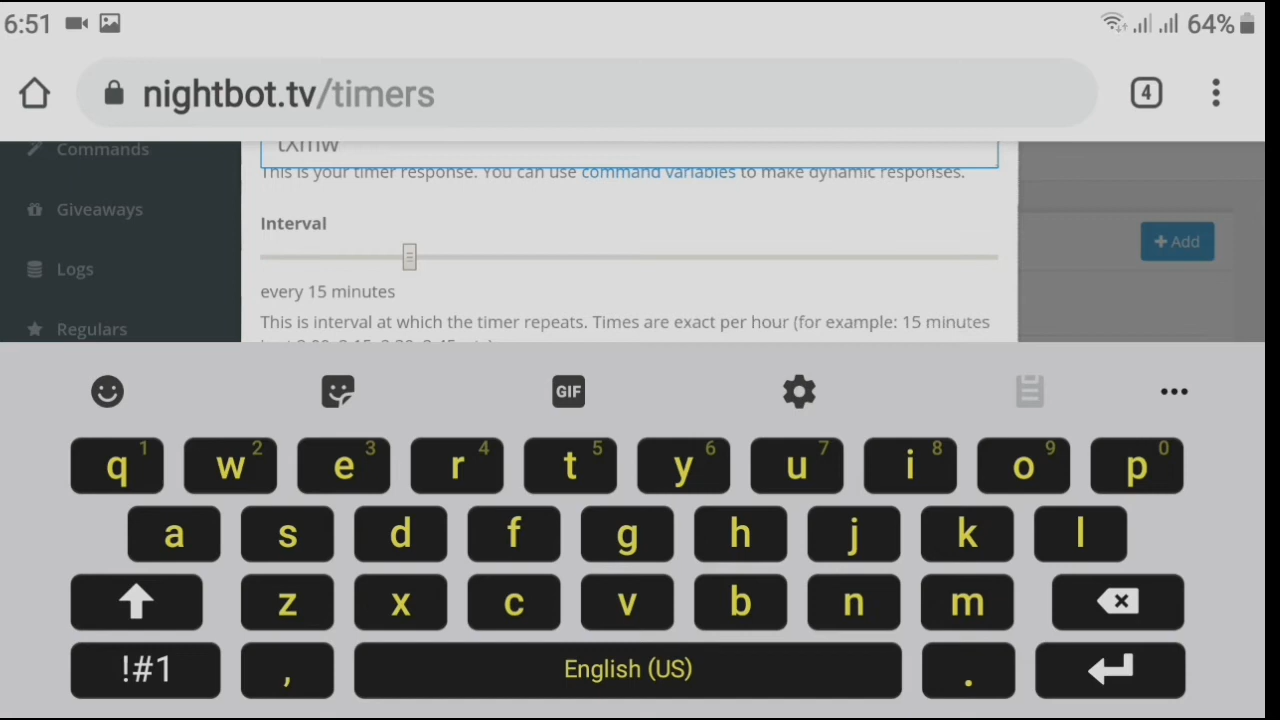 6:51 64%
nightbot.tv/timers 4
Commands
This is your timer response. You can use command variables to make dynamic responses.
Giveaways
Interval
+ Add
Logs
every 15 minutes
Regulars
This is interval at which the timer repeats. Times are exact per hour (for example: 15 minutes
GIF
q 1 w 2 e 3 r 4 t 5 y 6 u 7 i 8 o 9 p 0
a s d f g h j k l
z x c v b n m
!#1 , English (US) .